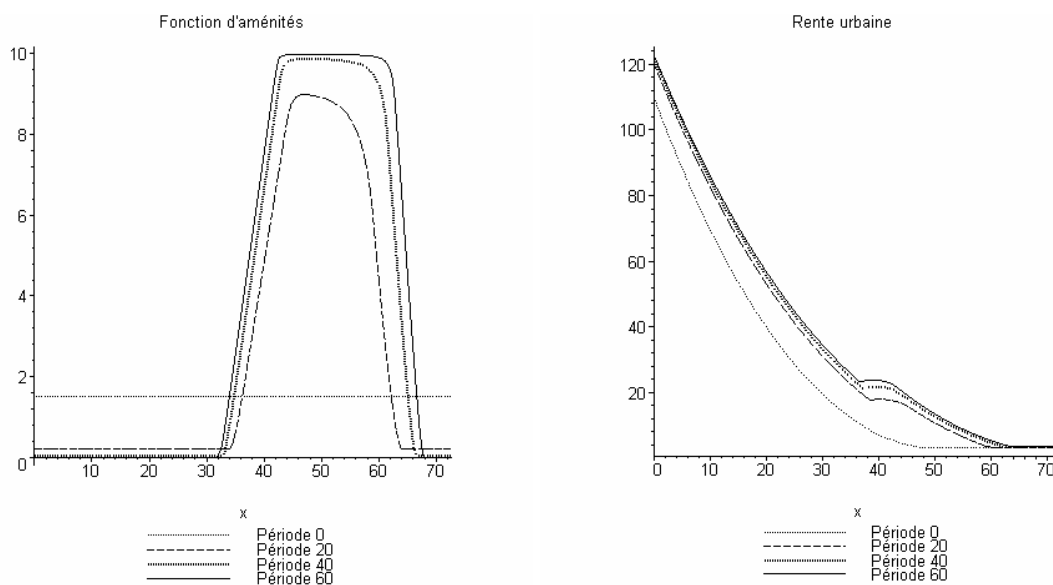 Fonction d'aménités
10
8
6
4
2
0
10 20 30 40 50 60 70
x
Période 0
Période 20
Période 40
Période 60
Rente urbaine
120
100
80
60
40
20
0 10 20 30 40 50 60 70
x
Période 0
Période 20
Période 40
Période 60